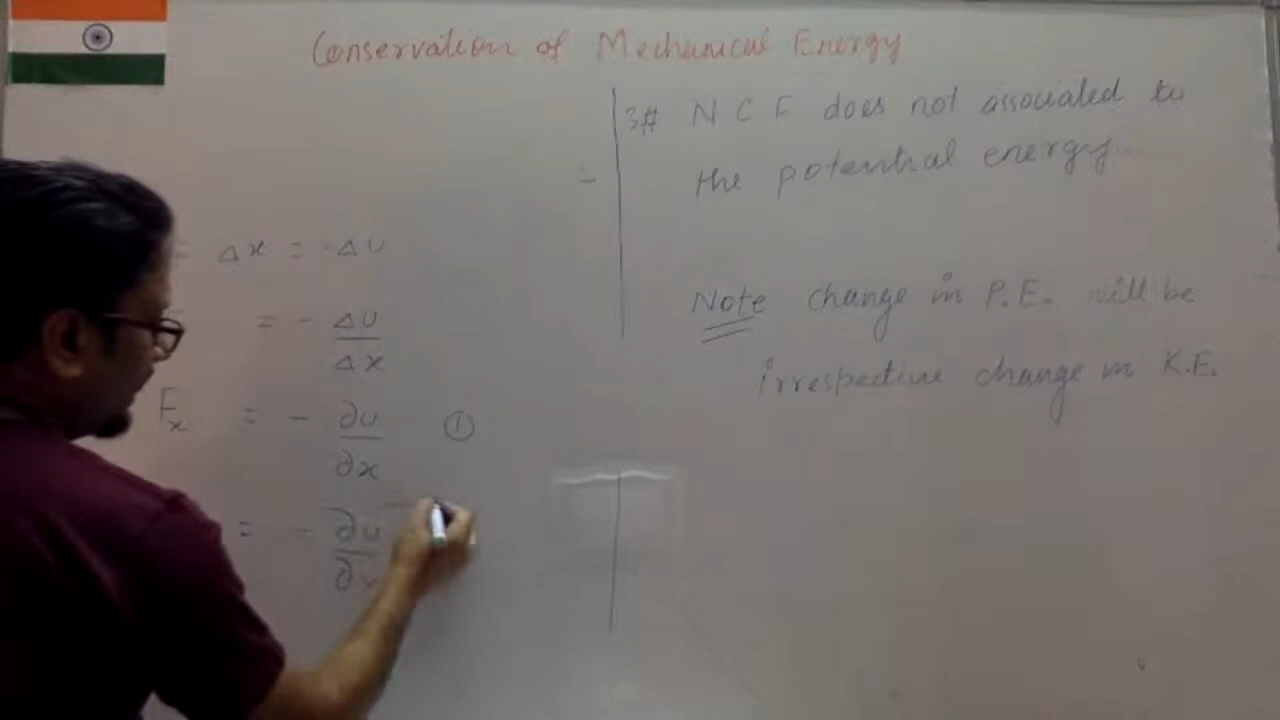 Conservation of Mechanical Energy
Δx = -ΔU
= - ΔU
Δx
Fx = - ∂U ①
∂x
= - ∂U
∂
3# N C F does not associated to
the potential energy
Note change in P.E. will be
irrespective change in K.E.